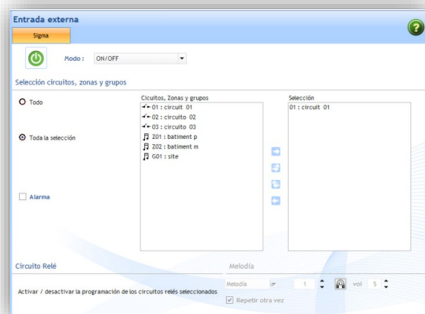 Entrada externa
Sigma
Modo : ON/OFF
Selección circuitos, zonas y grupos
Todo
Toda la selección
Alarma
Cicuitos, Zonas y grupos
01 : circuit 01
02 : circuito 02
03 : circuito 03
Z01 : batiment p
Z02 : batiment m
G01 : site
Selección
01 : circuit 01
Circuito Relé
Activar / desactivar la programación de los circuitos relés seleccionados
Melodía
Melodía 1 vol 5
Repetir otra vez